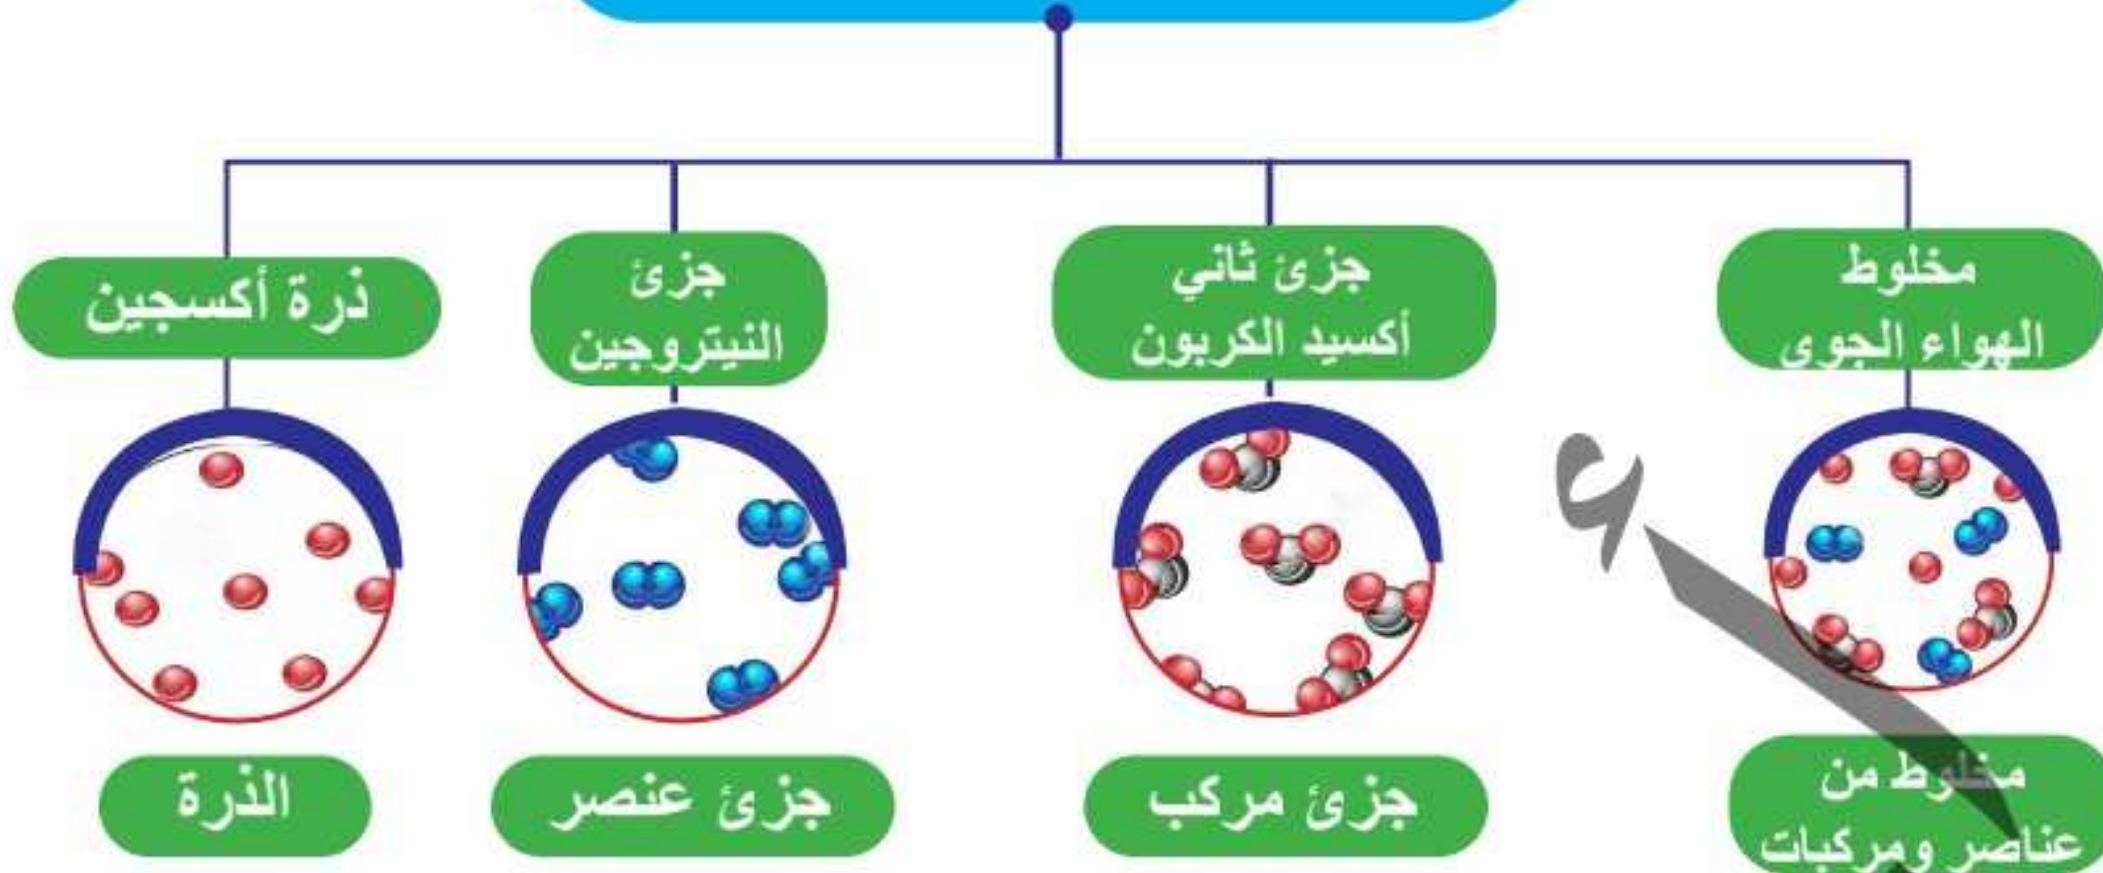 مخلوط
الهواء الجوى
جزئ ثاني
أكسيد الكربون
جزئ
النيتروجين
ذرة أكسجين
مخلوط من
عناصر ومركبات
جزئ مركب
جزئ عنصر
الذرة